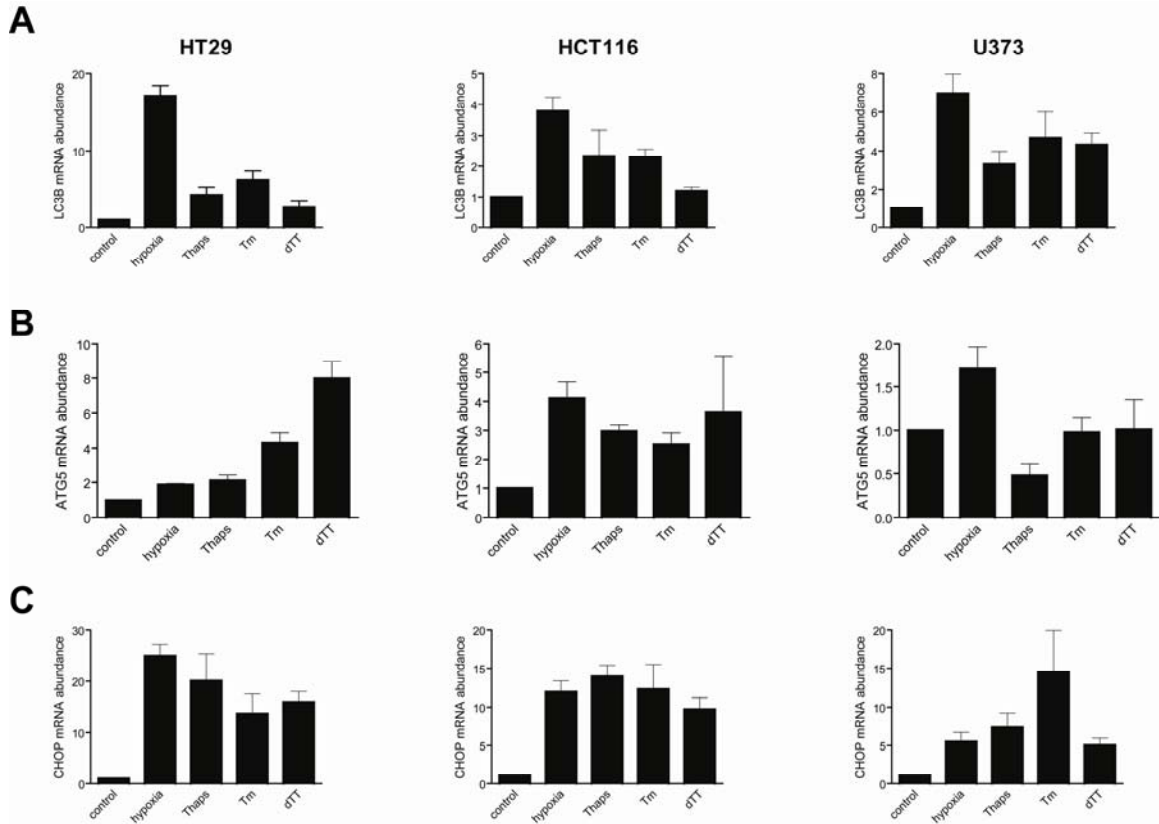 A
HT29
HCT116
U373
LC3B mRNA abundance
20
10
0
control
hypoxia
Thaps
Tm
dTT
LC3B mRNA abundance
5
4
3
2
1
0
control
hypoxia
Thaps
Tm
dTT
LC3B mRNA abundance
8
6
4
2
0
control
hypoxia
Thaps
Tm
dTT
B
ATG5 mRNA abundance
10
8
6
4
2
0
control
hypoxia
Thaps
Tm
dTT
ATG5 mRNA abundance
6
5
4
3
2
1
0
control
hypoxia
Thaps
Tm
dTT
ATG5 mRNA abundance
2.0
1.5
1.0
0.5
0.0
control
hypoxia
Thaps
Tm
dTT
C
CHOP mRNA abundance
30
20
10
0
control
hypoxia
Thaps
Tm
dTT
CHOP mRNA abundance
20
15
10
5
0
control
hypoxia
Thaps
Tm
dTT
CHOP mRNA abundance
20
15
10
5
0
control
hypoxia
Thaps
Tm
dTT